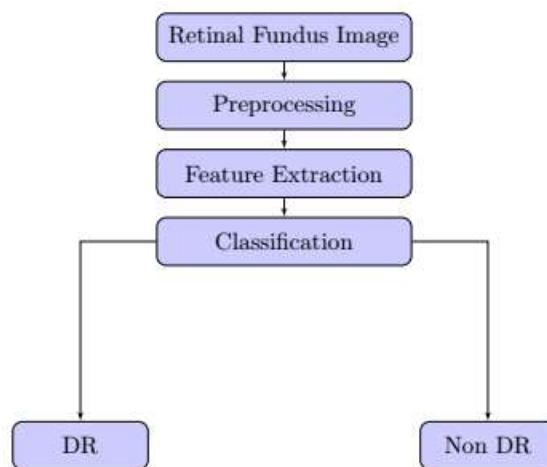 Retinal Fundus Image
Preprocessing
Feature Extraction
Classification
DR
Non DR